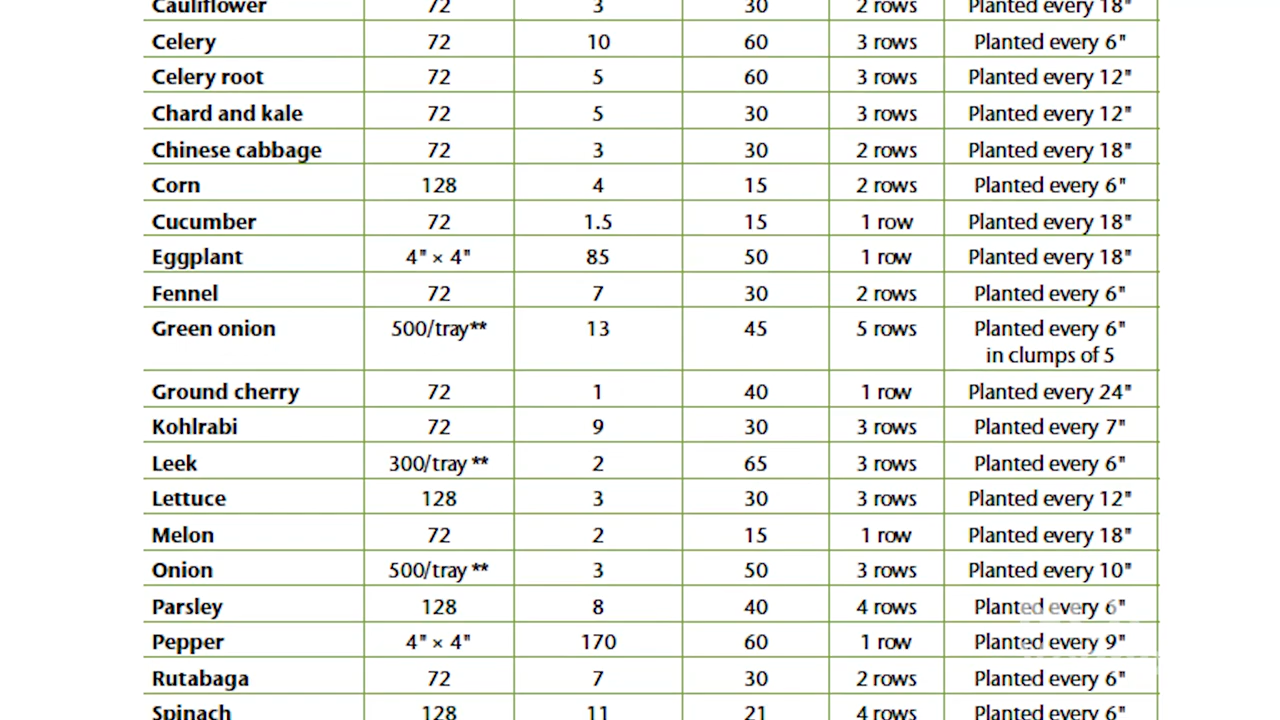 Cauliflower 72 3 30 2 rows Planted every 18"
Celery 72 10 60 3 rows Planted every 6"
Celery root 72 5 60 3 rows Planted every 12"
Chard and kale 72 5 30 3 rows Planted every 12"
Chinese cabbage 72 3 30 2 rows Planted every 18"
Corn 128 4 15 2 rows Planted every 6"
Cucumber 72 1.5 15 1 row Planted every 18"
Eggplant 4" × 4" 85 50 1 row Planted every 18"
Fennel 72 7 30 2 rows Planted every 6"
Green onion 500/tray** 13 45 5 rows Planted every 6"
in clumps of 5
Ground cherry 72 1 40 1 row Planted every 24"
Kohlrabi 72 9 30 3 rows Planted every 7"
Leek 300/tray ** 2 65 3 rows Planted every 6"
Lettuce 128 3 30 3 rows Planted every 12"
Melon 72 2 15 1 row Planted every 18"
Onion 500/tray ** 3 50 3 rows Planted every 10"
Parsley 128 8 40 4 rows Planted every 6"
Pepper 4" × 4" 170 60 1 row Planted every 9"
Rutabaga 72 7 30 2 rows Planted every 6"
Spinach 128 11 21 4 rows Planted every 6"